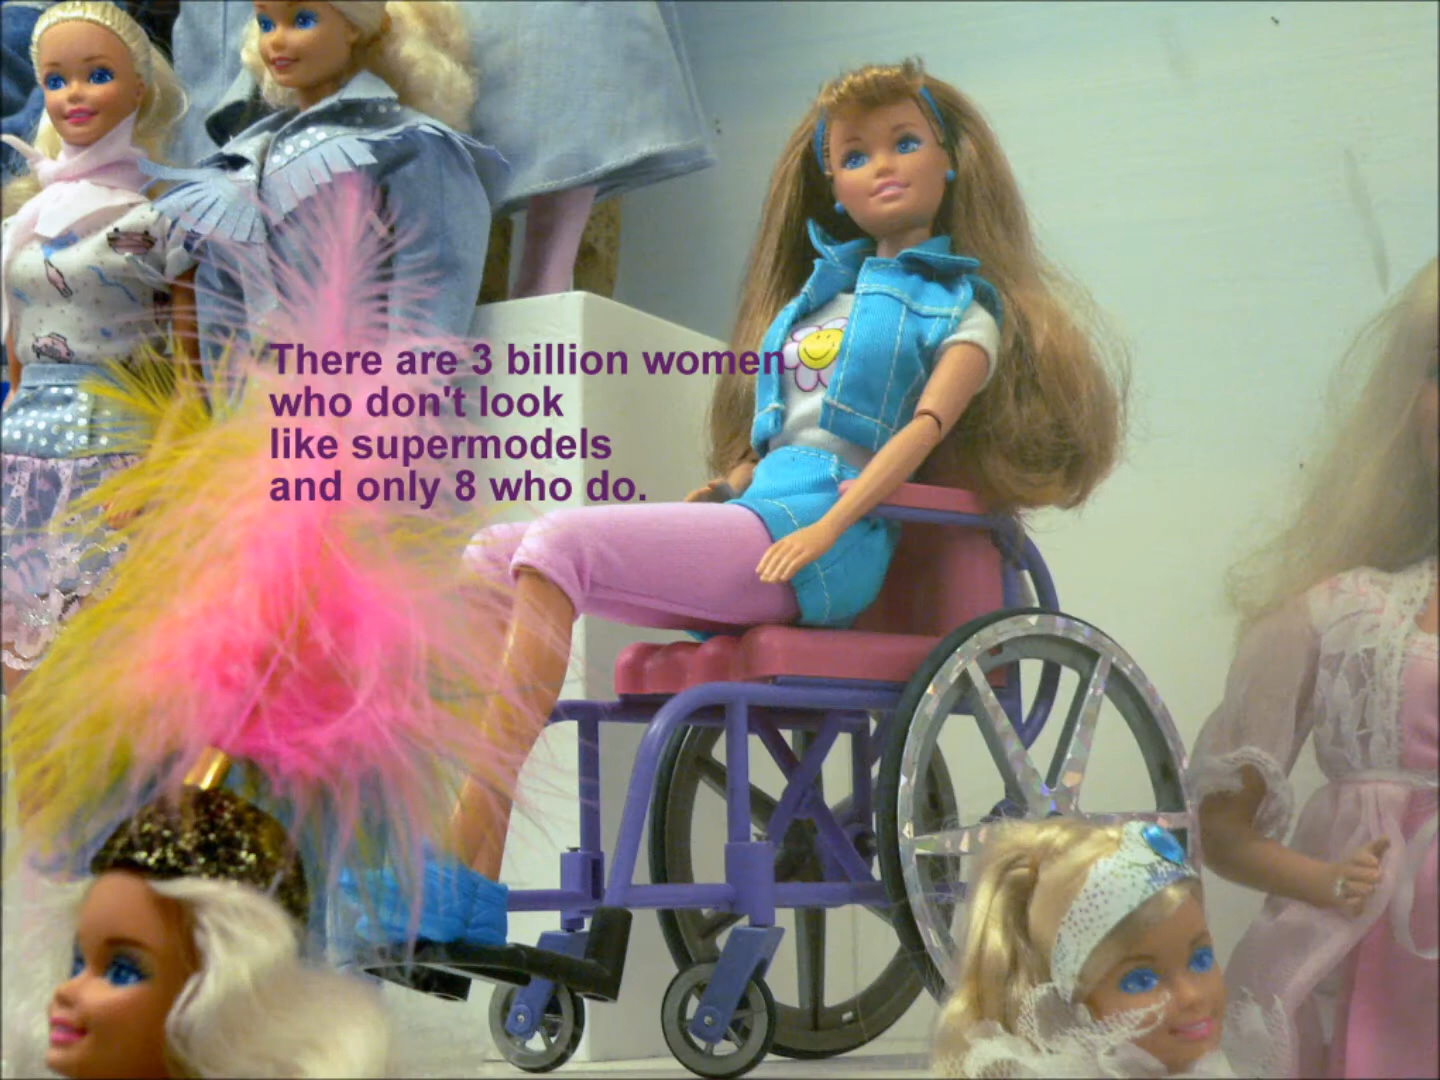 There are 3 billion women
who don't look
like supermodels
and only 8 who do.